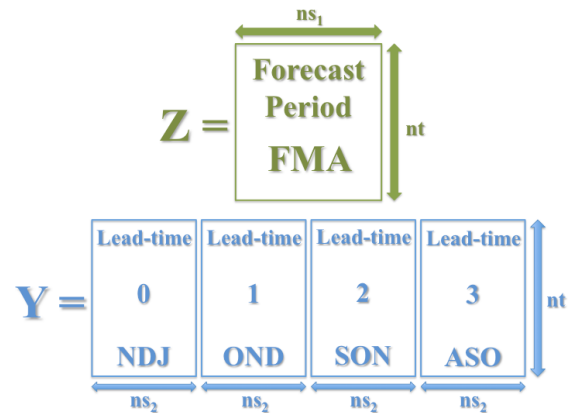 ns₁
Forecast
Period
Z =
FMA
nt
Lead-time Lead-time Lead-time Lead-time
Y = 0 1 2 3 nt
NDJ OND SON ASO
ns₂ ns₂ ns₂ ns₂